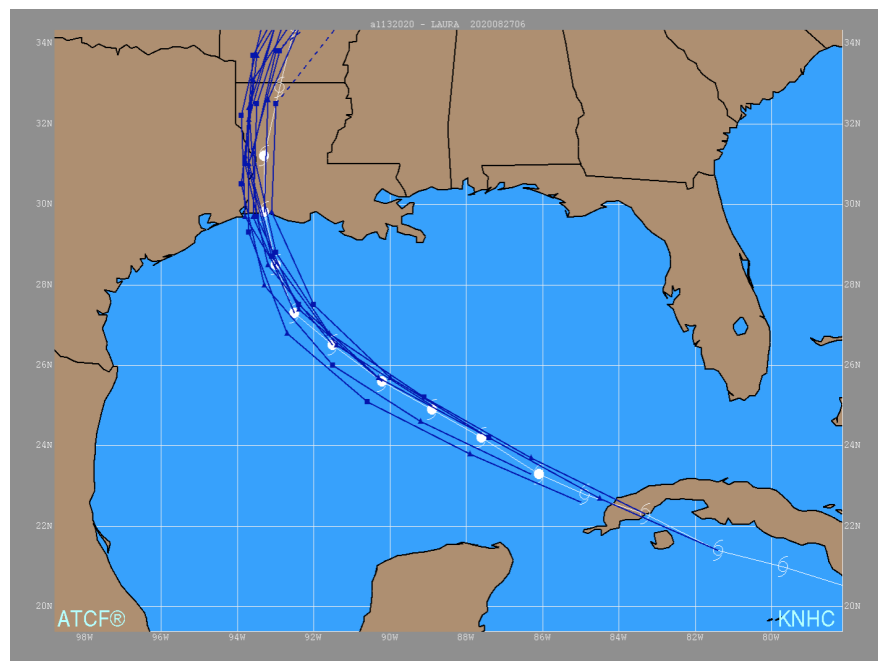 al132020 - LAURA 2020082706
34N 34N
32N 32N
30N 30N
28N 28N
26N 26N
24N 24N
22N 22N
20N 20N
ATCF® KNHC
98W 96W 94W 92W 90W 88W 86W 84W 82W 80W